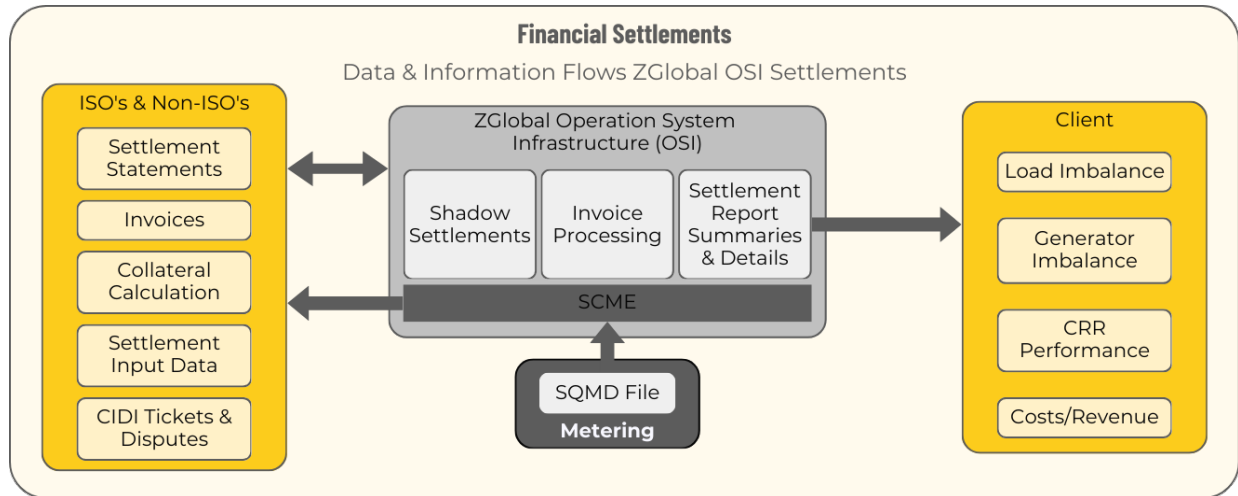 Financial Settlements
Data & Information Flows ZGlobal OSI Settlements
ISO's & Non-ISO's
Settlement
Statements
Invoices
Collateral
Calculation
Settlement
Input Data
CIDI Tickets &
Disputes
ZGlobal Operation System
Infrastructure (OSI)
Shadow
Settlements
Invoice
Processing
Settlement
Report
Summaries
& Details
SCME
SQMD File
Metering
Client
Load Imbalance
Generator
Imbalance
CRR
Performance
Costs/Revenue